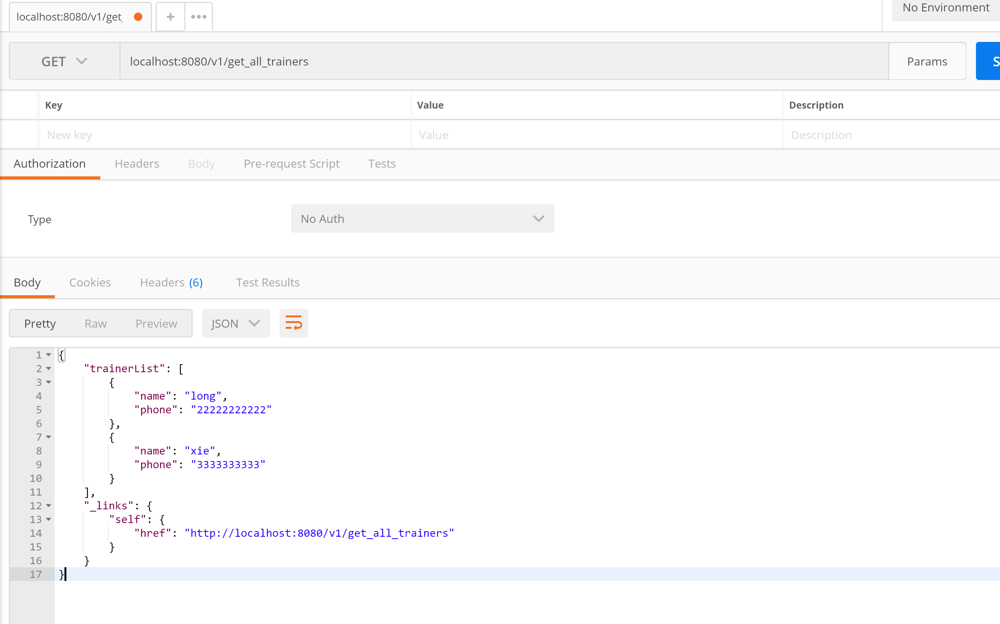 localhost:8080/v1/get_
+
No Environment
GET
localhost:8080/v1/get_all_trainers
Params
S
Key Value Description
New key Value Description
Authorization Headers Body Pre-request Script Tests
Type No Auth
Body Cookies Headers (6) Test Results
Pretty Raw Preview JSON
1 {
2 "trainerList": [
3 {
4 "name": "long",
5 "phone": "22222222222"
6 },
7 {
8 "name": "xie",
9 "phone": "3333333333"
10 }
11 ],
12 "_links": {
13 "self": {
14 "href": "http://localhost:8080/v1/get_all_trainers"
15 }
16 }
17 }